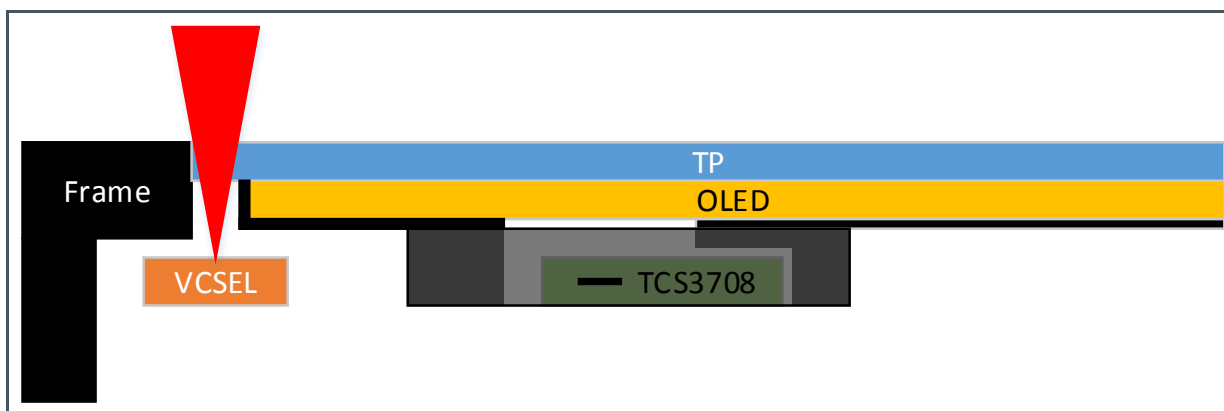 TP
Frame
OLED
VCSEL
TCS3708